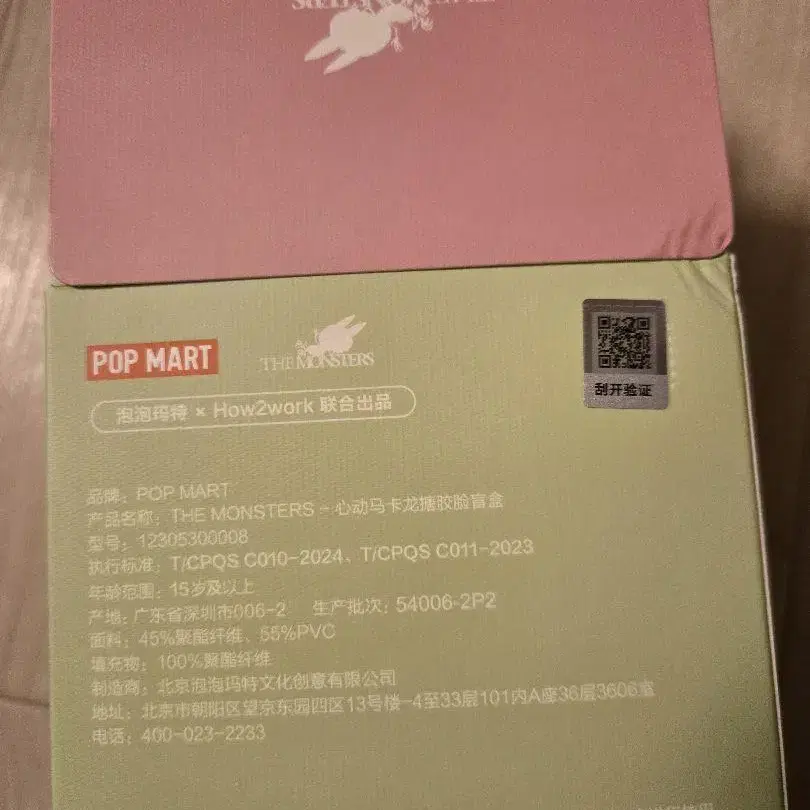 POP MART
THE MONSTERS
刮开验证
泡泡玛特 × How2work 联合出品
品牌：POP MART
产品名称：THE MONSTERS - 心动马卡龙搪胶脸盲盒
型号：12305300008
执行标准：T/CPQS C010-2024、T/CPQS C011-2023
年龄范围：15岁及以上
产地：广东省深圳市006-2 生产批次：54006-2P2
面料：45%聚酯纤维、55%PVC
填充物：100%聚酯纤维
制造商：北京泡泡玛特文化创意有限公司
地址：北京市朝阳区望京东园四区13号楼-4至33层101内A座36层3606室
电话：400-023-2233